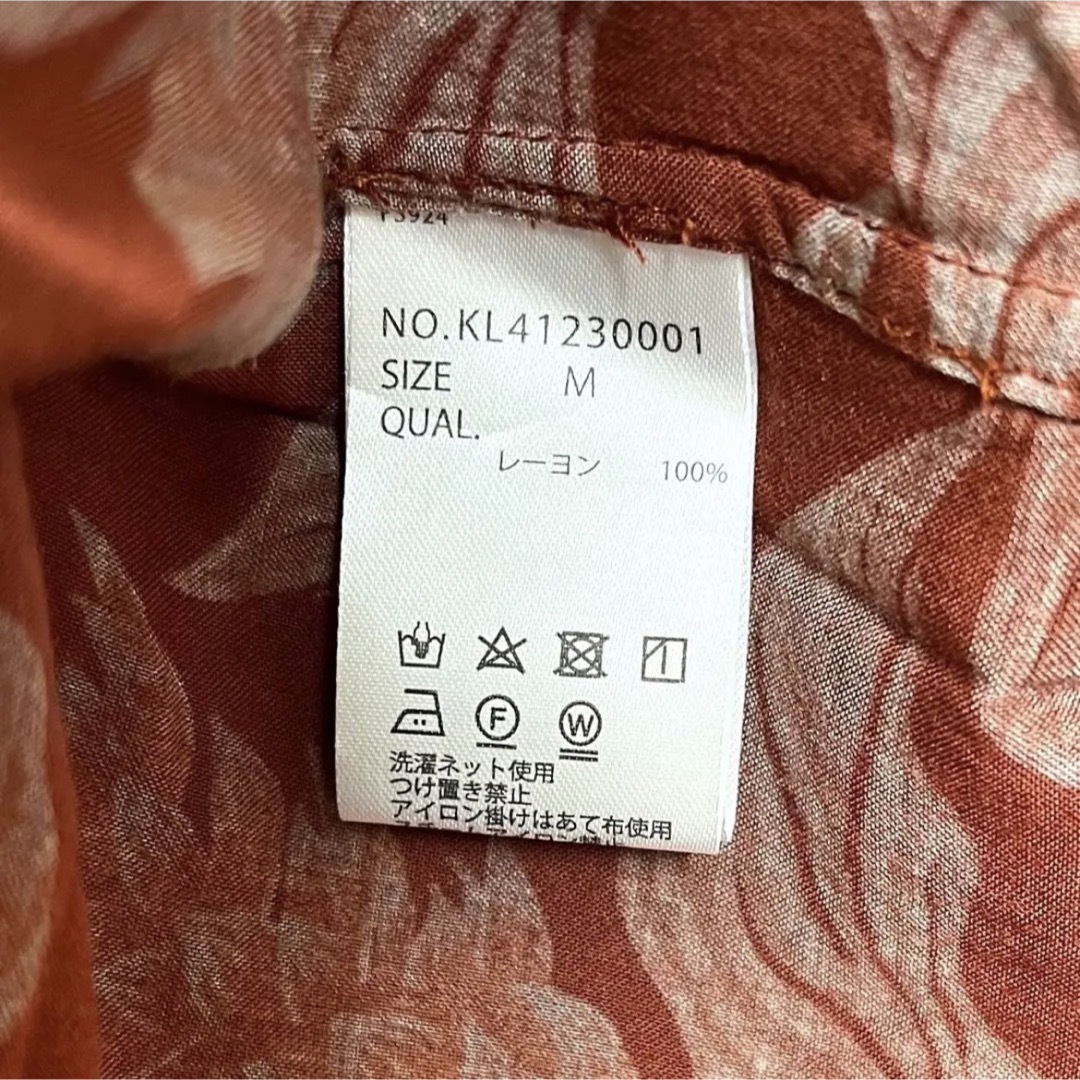 NO.KL41230001
SIZE M
QUAL.
レーヨン 100%
F
W
洗濯ネット使用
つけ置き禁止
アイロン掛けはあて布使用